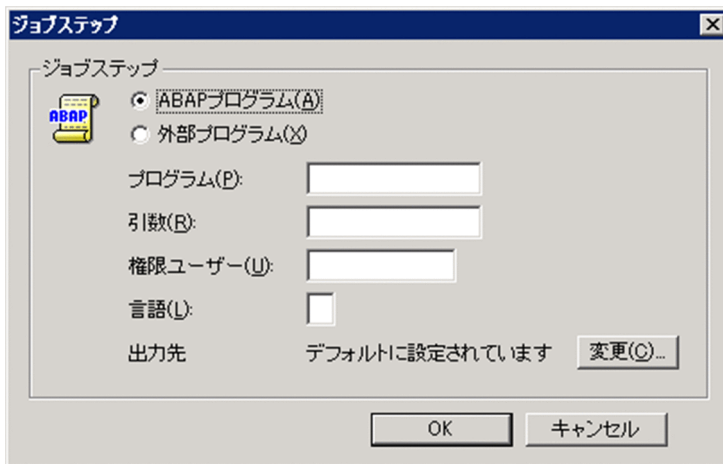 ジョブステップ
ジョブステップ
ABAP
ABAPプログラム(A)
外部プログラム(X)
プログラム(P):
引数(R):
権限ユーザー(U):
言語(L):
出力先 デフォルトに設定されています 変更(C)...
OK キャンセル